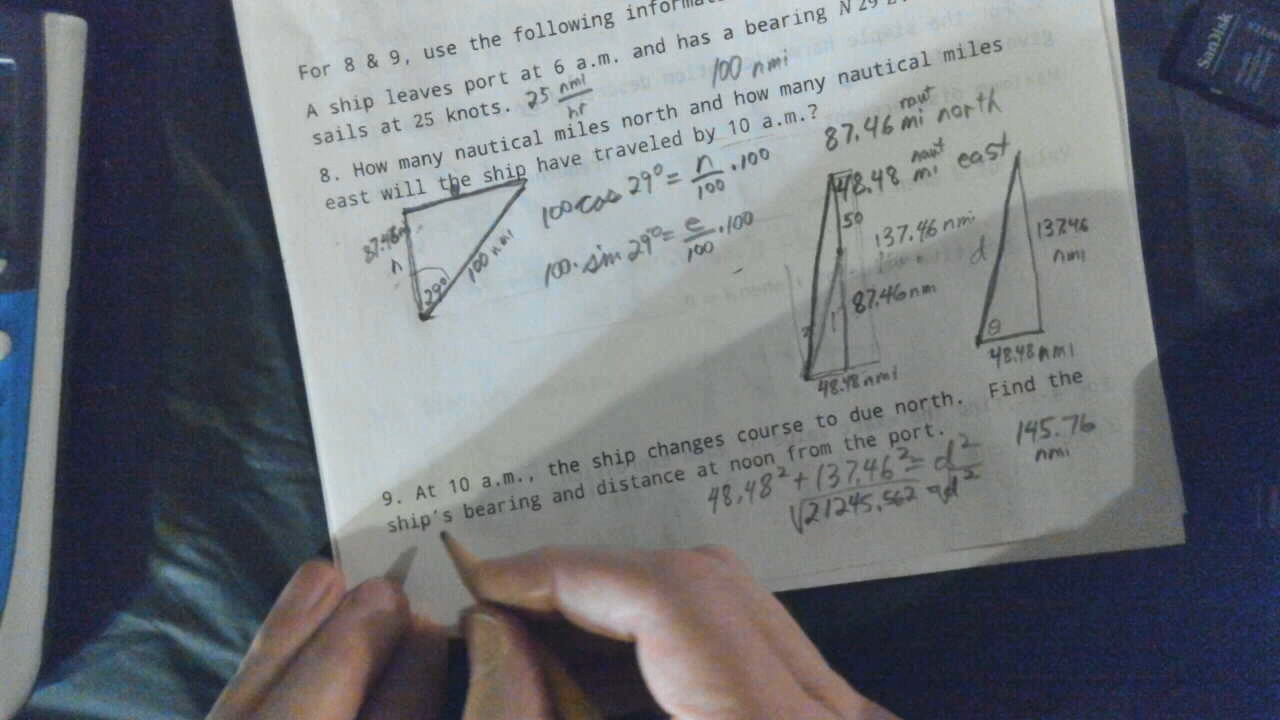 For 8 & 9, use the following
A ship leaves port at 6 a.m. and has a bearing N 29
sails at 25 knots. 25 nmi/hr 100 nmi
8. How many nautical miles north and how many nautical miles
east will the ship have traveled by 10 a.m.?
87.46 naut mi north
48.48 naut mi east
100 cos 29° = n/100 · 100
100 · sin 29° = e/100 · 100
87.46
n
29°
100 nmi
50
137.46 nmi
87.46 nmi
48.48 nmi
d
137.46
nmi
θ
48.48 nmi
9. At 10 a.m., the ship changes course to due north. Find the
ship's bearing and distance at noon from the port.
145.76
nmi
48.48² + 137.46² = d²
√21245.562 = d²
SanDisk